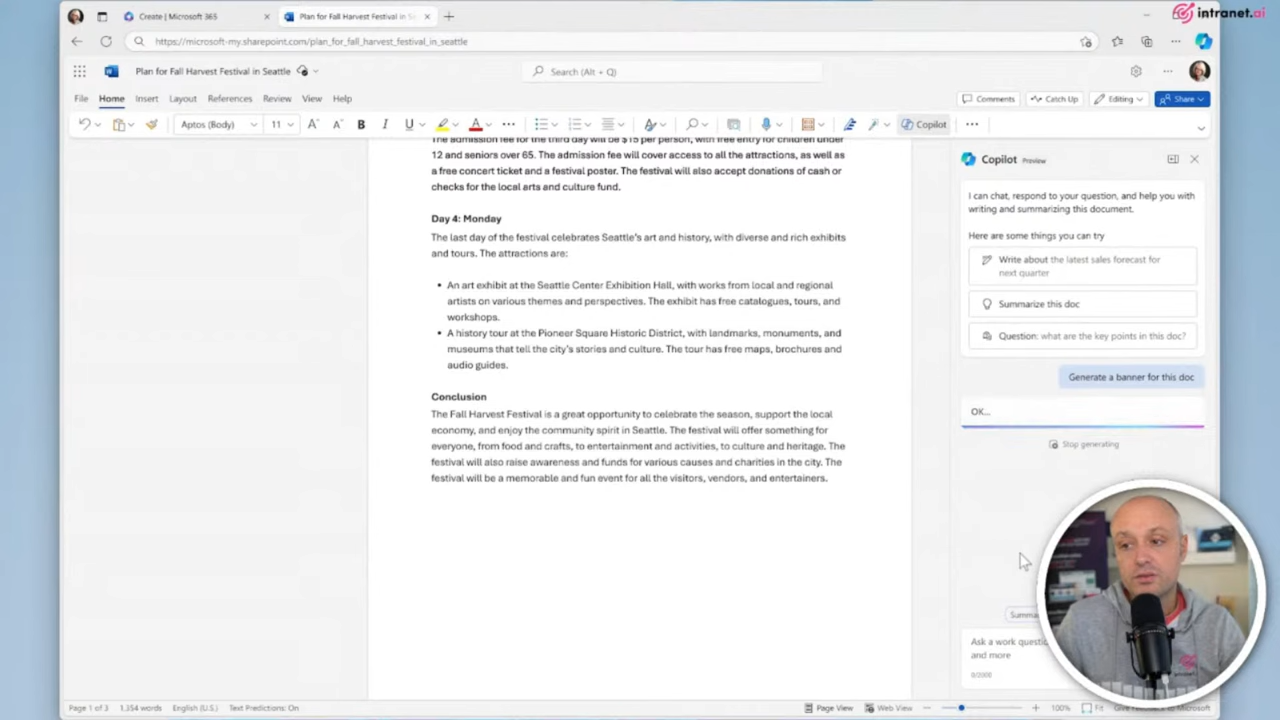 Create | Microsoft 365
Plan for Fall Harvest Festival in Se
intranet.ai
https://microsoft-my.sharepoint.com/plan_for_fall_harvest_festival_in_seattle
Plan for Fall Harvest Festival in Seattle
Search (Alt + Q)
File Home Insert Layout References Review View Help
Comments Catch Up Editing Share
Aptos (Body) 11
Copilot
The admission fee for the third day will be $15 per person, with free entry for children under
12 and seniors over 65. The admission fee will cover access to all the attractions, as well as
a free concert ticket and a festival poster. The festival will also accept donations of cash or
checks for the local arts and culture fund.
Day 4: Monday
The last day of the festival celebrates Seattle's art and history, with diverse and rich exhibits
and tours. The attractions are:
• An art exhibit at the Seattle Center Exhibition Hall, with works from local and regional
artists on various themes and perspectives. The exhibit has free catalogues, tours, and
workshops.
• A history tour at the Pioneer Square Historic District, with landmarks, monuments, and
museums that tell the city's stories and culture. The tour has free maps, brochures and
audio guides.
Conclusion
The Fall Harvest Festival is a great opportunity to celebrate the season, support the local
economy, and enjoy the community spirit in Seattle. The festival will offer something for
everyone, from food and crafts, to entertainment and activities, to culture and heritage. The
festival will also raise awareness and funds for various causes and charities in the city. The
festival will be a memorable and fun event for all the visitors, vendors, and entertainers.
Copilot Preview
I can chat, respond to your question, and help you with
writing and summarizing this document.
Here are some things you can try
Write about the latest sales forecast for
next quarter
Summarize this doc
Question: what are the key points in this doc?
Generate a banner for this doc
OK...
Stop generating
Summa
Ask a work questio
and more
0/2000
Page 1 of 3 1,354 words English (U.S.) Text Predictions: On
Page View Web View 100% Fit Microsoft